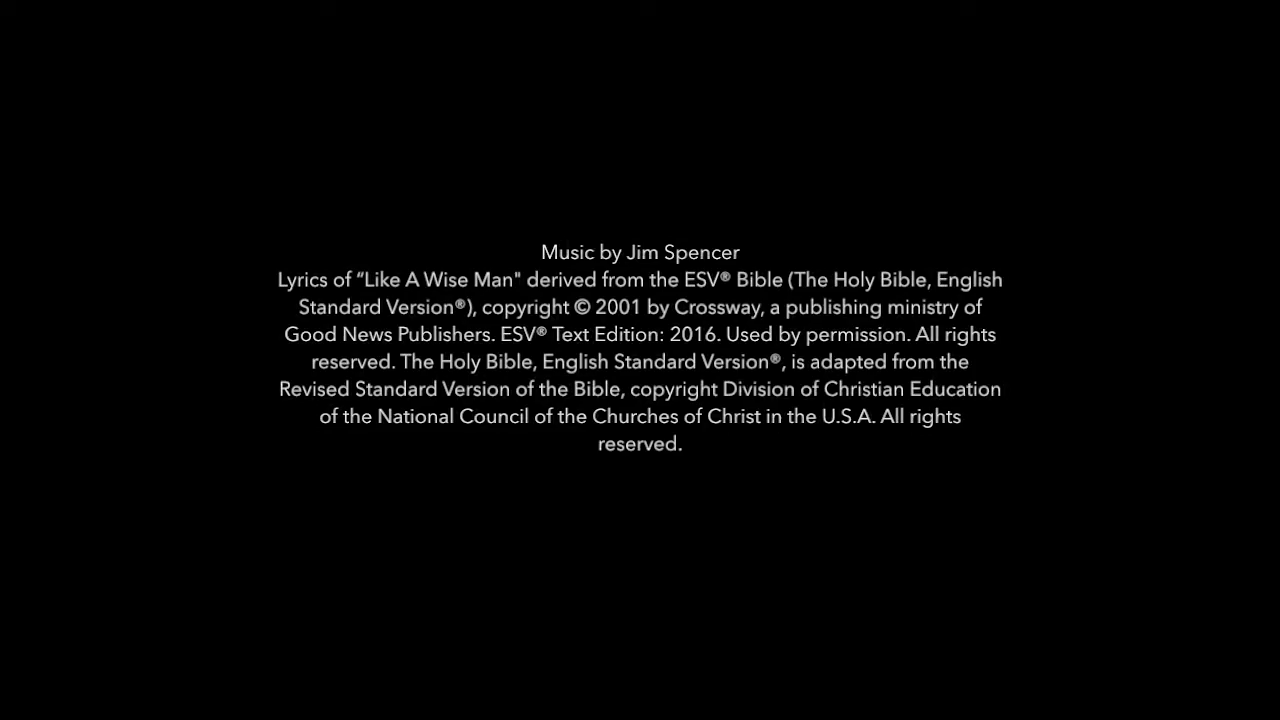 Music by Jim Spencer
Lyrics of “Like A Wise Man" derived from the ESV® Bible (The Holy Bible, English
Standard Version®), copyright © 2001 by Crossway, a publishing ministry of
Good News Publishers. ESV® Text Edition: 2016. Used by permission. All rights
reserved. The Holy Bible, English Standard Version®, is adapted from the
Revised Standard Version of the Bible, copyright Division of Christian Education
of the National Council of the Churches of Christ in the U.S.A. All rights
reserved.